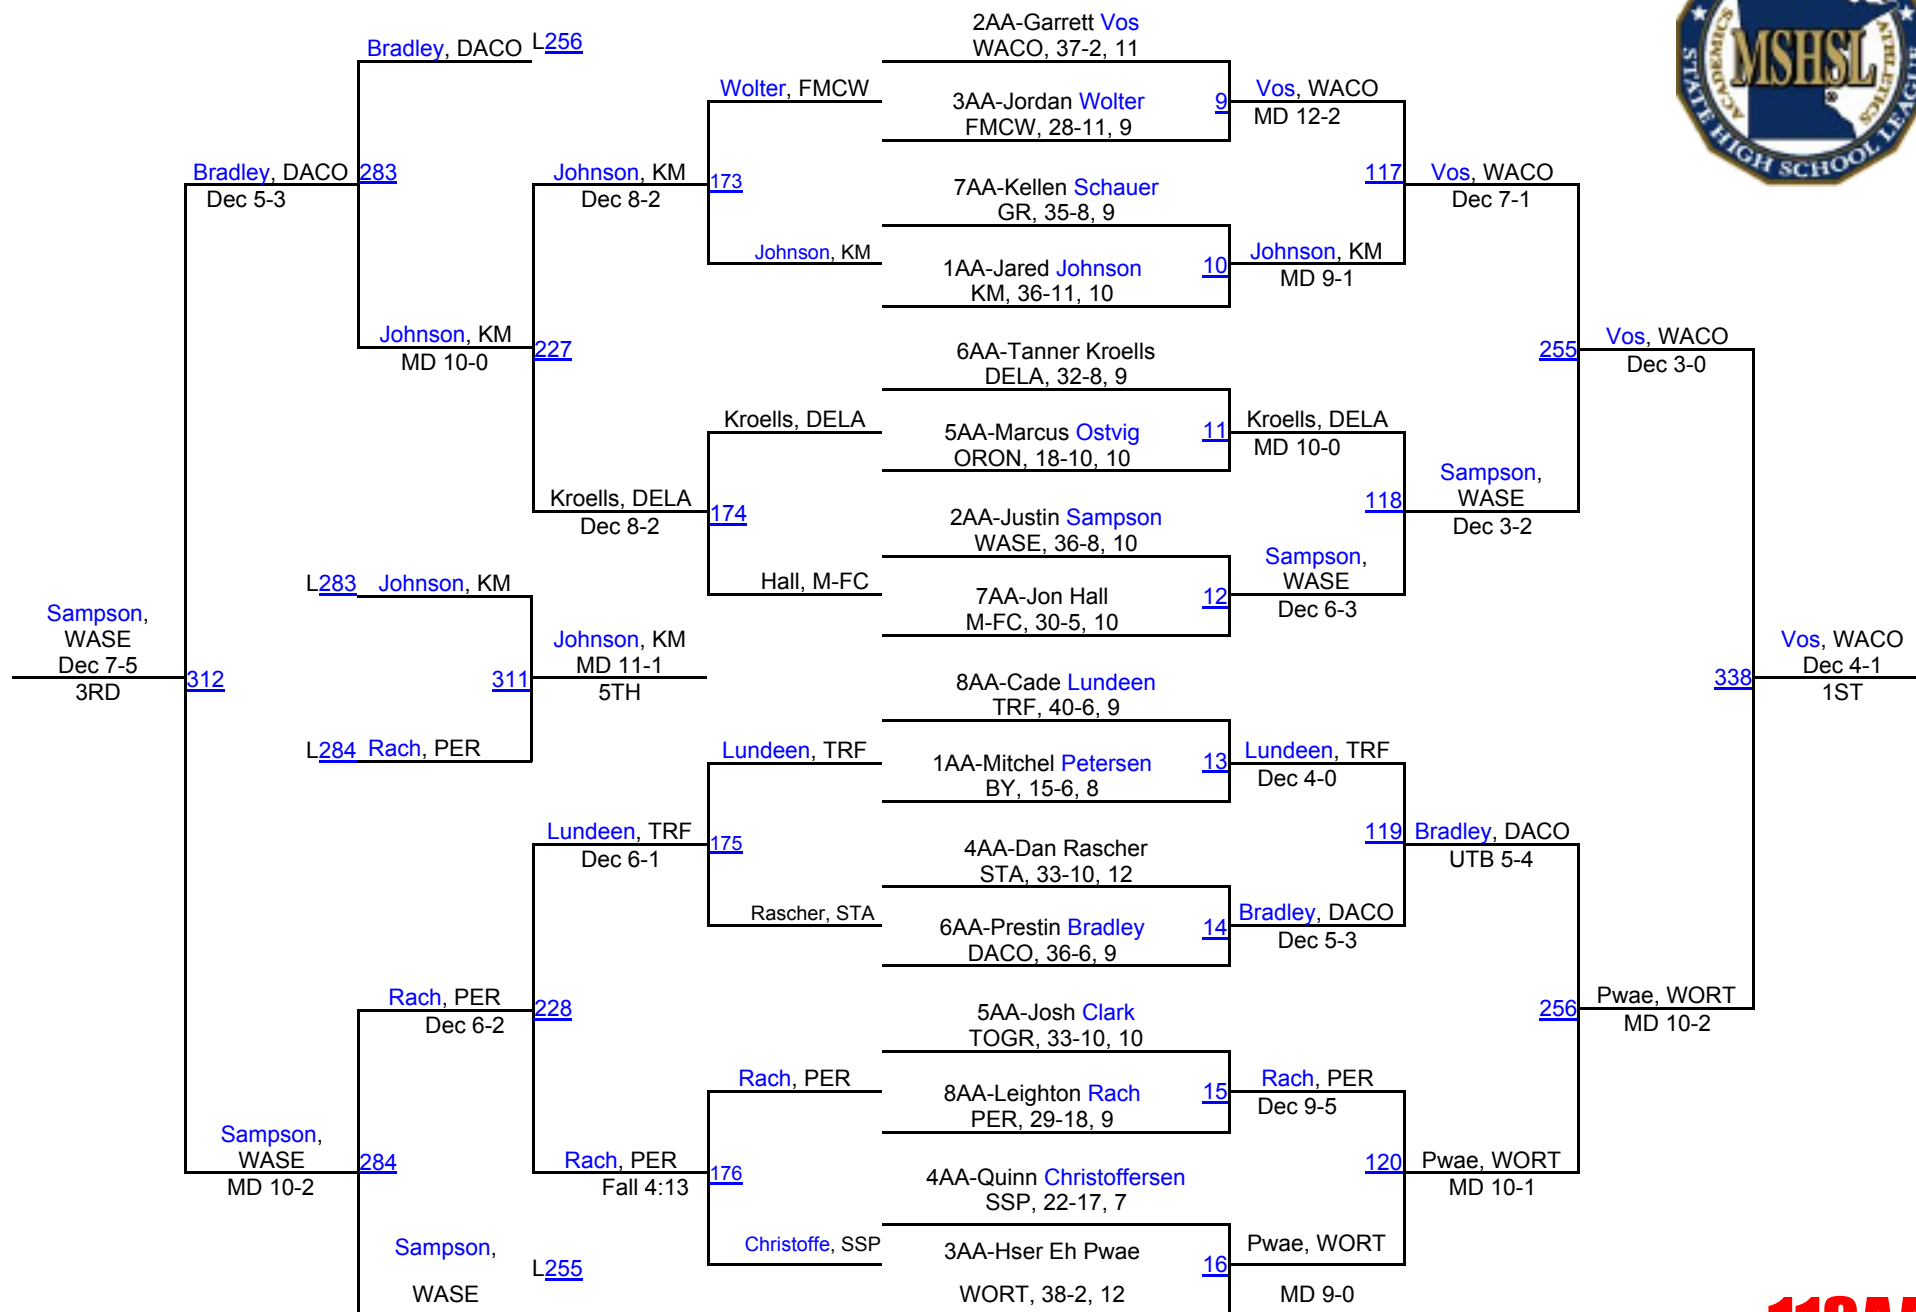 2AA-Garrett Vos
WACO, 37-2, 11
3AA-Jordan Wolter
FMCW, 28-11, 9
7AA-Kellen Schauer
GR, 35-8, 9
1AA-Jared Johnson
KM, 36-11, 10
6AA-Tanner Kroells
DELA, 32-8, 9
5AA-Marcus Ostvig
ORON, 18-10, 10
2AA-Justin Sampson
WASE, 36-8, 10
7AA-Jon Hall
M-FC, 30-5, 10
8AA-Cade Lundeen
TRF, 40-6, 9
1AA-Mitchel Petersen
BY, 15-6, 8
4AA-Dan Rascher
STA, 33-10, 12
6AA-Prestin Bradley
DACO, 36-6, 9
5AA-Josh Clark
TOGR, 33-10, 10
8AA-Leighton Rach
PER, 29-18, 9
4AA-Quinn Christoffersen
SSP, 22-17, 7
3AA-Hser Eh Pwae
WORT, 38-2, 12
9
Vos, WACO
MD 12-2
10
Johnson, KM
MD 9-1
11
Kroells, DELA
MD 10-0
12
Sampson,
WASE
Dec 6-3
13
Lundeen, TRF
Dec 4-0
14
Bradley, DACO
Dec 5-3
15
Rach, PER
Dec 9-5
16
Pwae, WORT
MD 9-0
117
Vos, WACO
Dec 7-1
118
Sampson,
WASE
Dec 3-2
119
Bradley, DACO
UTB 5-4
120
Pwae, WORT
MD 10-1
255
Vos, WACO
Dec 3-0
256
Pwae, WORT
MD 10-2
338
Vos, WACO
Dec 4-1
1ST
Wolter, FMCW
173
Johnson, KM
Kroells, DELA
174
Hall, M-FC
Lundeen, TRF
175
Rascher, STA
Rach, PER
176
Christoffe, SSP
Johnson, KM
Dec 8-2
227
Kroells, DELA
Dec 8-2
Lundeen, TRF
Dec 6-1
228
Rach, PER
Fall 4:13
Bradley, DACO L256
283
Johnson, KM
MD 10-0
Rach, PER
Dec 6-2
284
Sampson,
WASE
L255
Bradley, DACO
Dec 5-3
312
Sampson,
WASE
MD 10-2
Sampson,
WASE
Dec 7-5
3RD
L283 Johnson, KM
311
L284 Rach, PER
Johnson, KM
MD 11-1
5TH
ACADEMICS
MSHSL
ATHLETICS
STATE HIGH SCHOOL LEAGUE